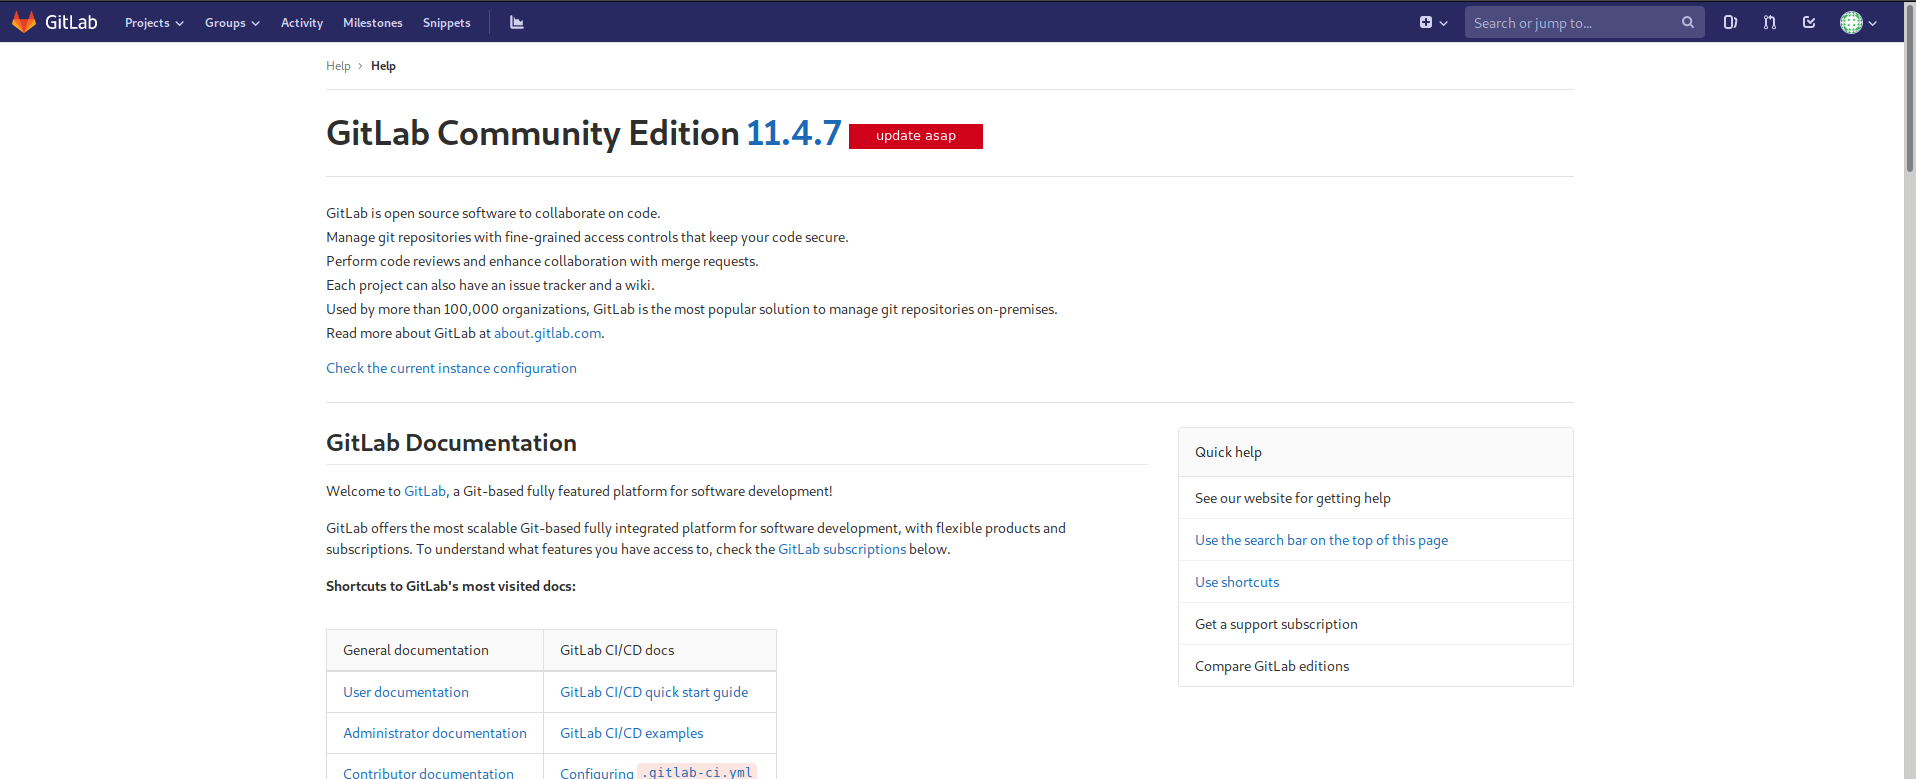 GitLab Projects Groups Activity Milestones Snippets Search or jump to...
Help › Help
GitLab Community Edition 11.4.7 update asap
GitLab is open source software to collaborate on code.
Manage git repositories with fine-grained access controls that keep your code secure.
Perform code reviews and enhance collaboration with merge requests.
Each project can also have an issue tracker and a wiki.
Used by more than 100,000 organizations, GitLab is the most popular solution to manage git repositories on-premises.
Read more about GitLab at about.gitlab.com.
Check the current instance configuration
GitLab Documentation
Welcome to GitLab, a Git-based fully featured platform for software development!
GitLab offers the most scalable Git-based fully integrated platform for software development, with flexible products and
subscriptions. To understand what features you have access to, check the GitLab subscriptions below.
Shortcuts to GitLab's most visited docs:
General documentation GitLab CI/CD docs
User documentation GitLab CI/CD quick start guide
Administrator documentation GitLab CI/CD examples
Contributor documentation Configuring .gitlab-ci.yml
Quick help
See our website for getting help
Use the search bar on the top of this page
Use shortcuts
Get a support subscription
Compare GitLab editions